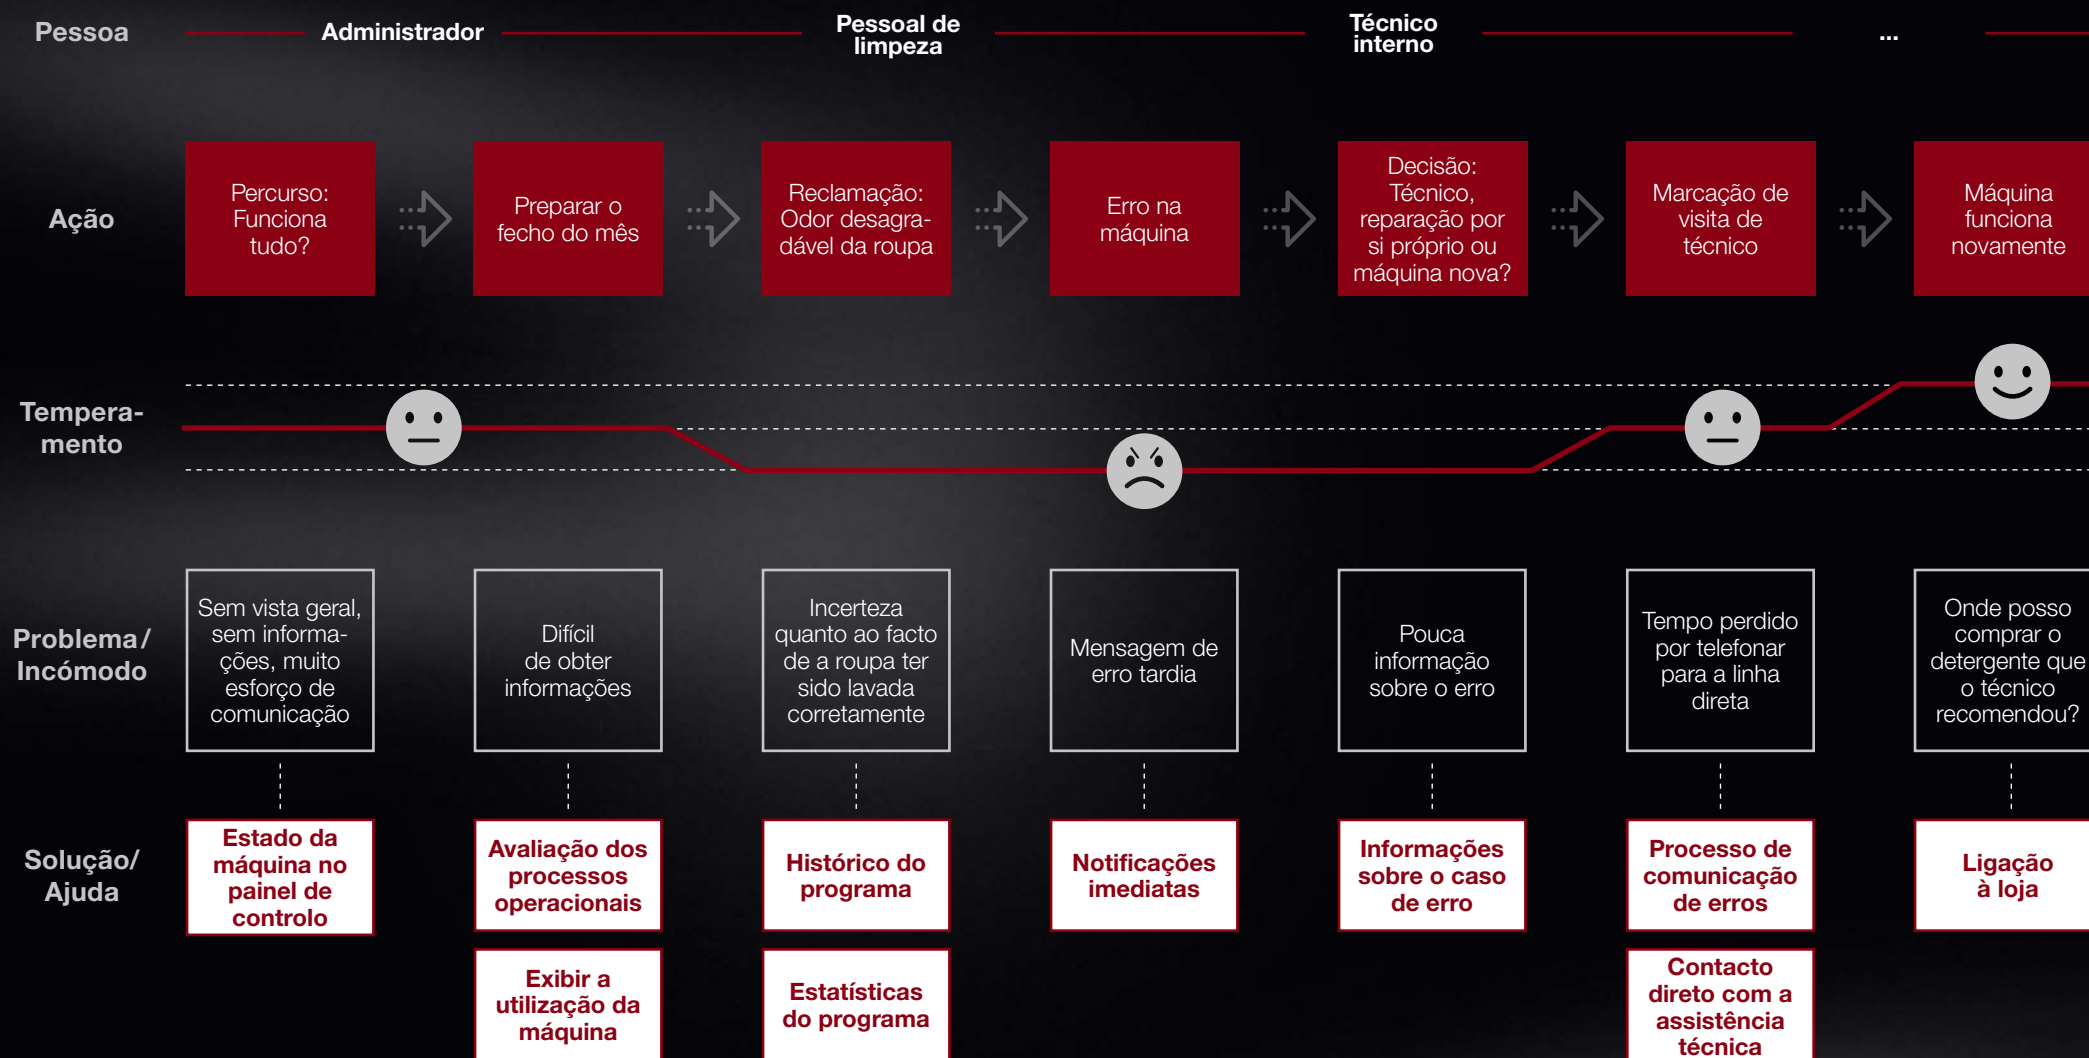 Pessoa
Administrador
Pessoal de
limpeza
Técnico
interno
...
Ação
Percurso:
Funciona
tudo?
Preparar o
fecho do mês
Reclamação:
Odor desagra-
dável da roupa
Erro na
máquina
Decisão:
Técnico,
reparação por
si próprio ou
máquina nova?
Marcação de
visita de
técnico
Máquina
funciona
novamente
Tempera-
mento
Problema/
Incómodo
Sem vista geral,
sem informa-
ções, muito
esforço de
comunicação
Difícil
de obter
informações
Incerteza
quanto ao facto
de a roupa ter
sido lavada
corretamente
Mensagem de
erro tardia
Pouca
informação
sobre o erro
Tempo perdido
por telefonar
para a linha
direta
Onde posso
comprar o
detergente que
o técnico
recomendou?
Solução/
Ajuda
Estado da
máquina no
painel de
controlo
Avaliação dos
processos
operacionais
Histórico do
programa
Notificações
imediatas
Informações
sobre o caso
de erro
Processo de
comunicação
de erros
Ligação
à loja
Exibir a
utilização da
máquina
Estatísticas
do programa
Contacto
direto com a
assistência
técnica